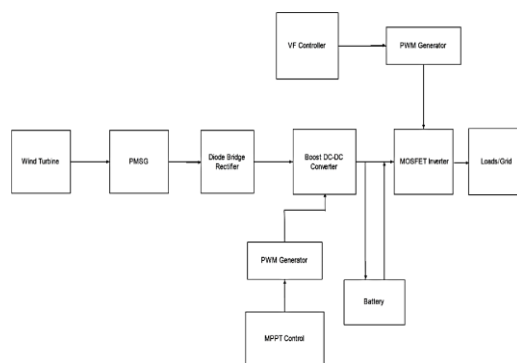 VF Controller
PWM Generator
Wind Turbine
PMSG
Diode Bridge
Rectifier
Boost DC-DC
Converter
MOSFET Inverter
Loads/Grid
PWM Generator
Battery
MPPT Control